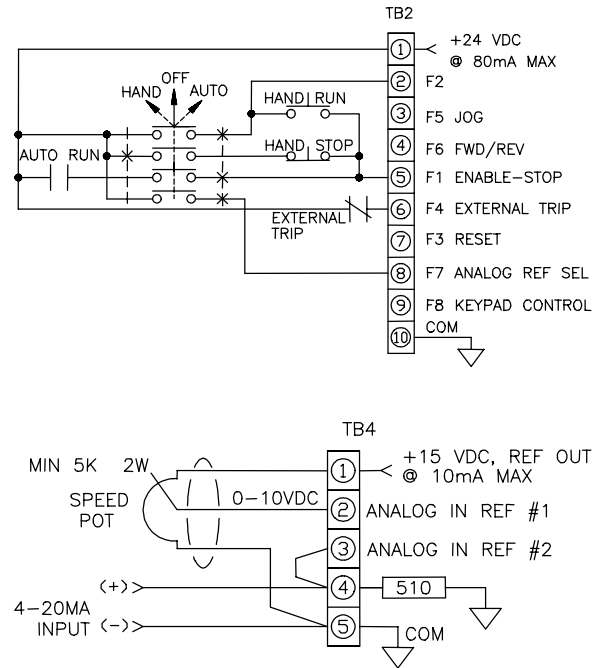 TB2
1 +24 VDC
@ 80mA MAX
OFF
HAND AUTO
2 F2
HAND RUN
3 F5 JOG
4 F6 FWD/REV
HAND STOP
AUTO RUN
5 F1 ENABLE-STOP
6 F4 EXTERNAL TRIP
EXTERNAL
TRIP
7 F3 RESET
8 F7 ANALOG REF SEL
9 F8 KEYPAD CONTROL
10 COM
TB4
1 +15 VDC, REF OUT
@ 10mA MAX
MIN 5K 2W
SPEED
POT
0-10VDC
2 ANALOG IN REF #1
3 ANALOG IN REF #2
(+)
4 510
4-20MA
INPUT (-)
5 COM